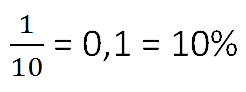 1/10 = 0,1 = 10%